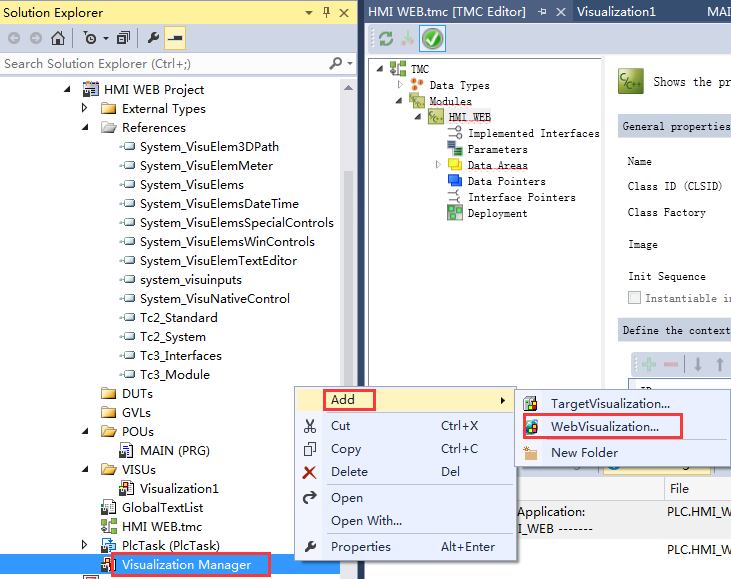 Solution Explorer
Search Solution Explorer (Ctrl+;)
HMI WEB Project
External Types
References
System_VisuElem3DPath
System_VisuElemMeter
System_VisuElems
System_VisuElemsDateTime
System_VisuElemsSpecialControls
System_VisuElemsWinControls
System_VisuElemTextEditor
system_visuinputs
System_VisuNativeControl
Tc2_Standard
Tc2_System
Tc3_Interfaces
Tc3_Module
DUTs
GVLs
POUs
MAIN (PRG)
VISUs
Visualization1
GlobalTextList
HMI WEB.tmc
PlcTask (PlcTask)
Visualization Manager
HMI WEB.tmc [TMC Editor]
Visualization1
MAI
TMC
Data Types
Modules
HMI_WEB
Implemented Interfaces
Parameters
Data Areas
Data Pointers
Interface Pointers
Deployment
C/C++
Shows the pr
General properties
Name
Class ID (CLSID)
Class Factory
Image
Init Sequence
Instantiable i
Define the context
Add
Cut Ctrl+X
Copy Ctrl+C
Delete Del
Open
Open With...
Properties Alt+Enter
TargetVisualization...
WebVisualization...
New Folder
File
Application:
I_WEB -------
PLC.HMI_W
PLC.HMI_W